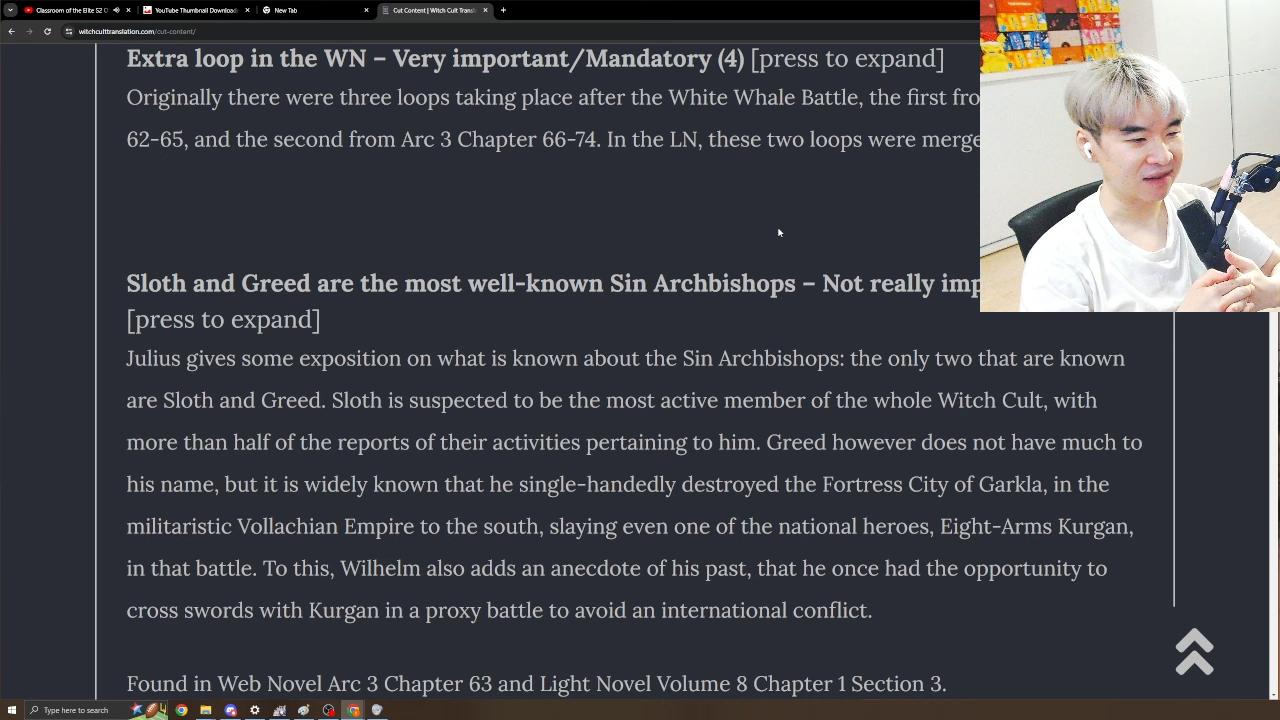 Classroom of the Elite S2
YouTube Thumbnail Download
New Tab
Cut Content | Witch Cult Trans
witchculttranslation.com/cut-content/
Extra loop in the WN – Very important/Mandatory (4) [press to expand]
Originally there were three loops taking place after the White Whale Battle, the first fro
62-65, and the second from Arc 3 Chapter 66-74. In the LN, these two loops were merge
Sloth and Greed are the most well-known Sin Archbishops – Not really imp
[press to expand]
Julius gives some exposition on what is known about the Sin Archbishops: the only two that are known
are Sloth and Greed. Sloth is suspected to be the most active member of the whole Witch Cult, with
more than half of the reports of their activities pertaining to him. Greed however does not have much to
his name, but it is widely known that he single-handedly destroyed the Fortress City of Garkla, in the
militaristic Vollachian Empire to the south, slaying even one of the national heroes, Eight-Arms Kurgan,
in that battle. To this, Wilhelm also adds an anecdote of his past, that he once had the opportunity to
cross swords with Kurgan in a proxy battle to avoid an international conflict.
Found in Web Novel Arc 3 Chapter 63 and Light Novel Volume 8 Chapter 1 Section 3.
Type here to search